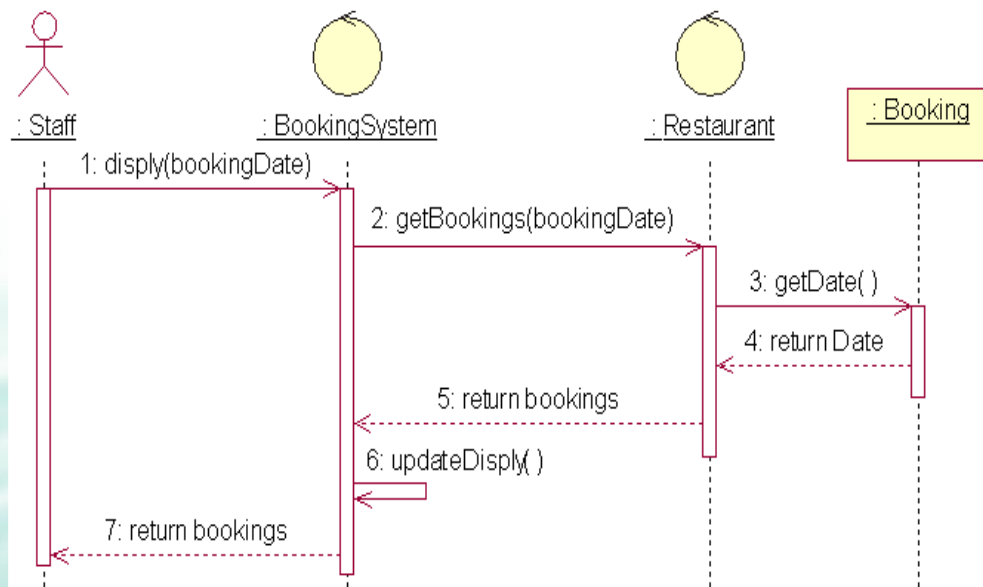 : Staff
: BookingSystem
: Restaurant
: Booking
1: disply(bookingDate)
2: getBookings(bookingDate)
3: getDate( )
4: return Date
5: return bookings
6: updateDisply( )
7: return bookings